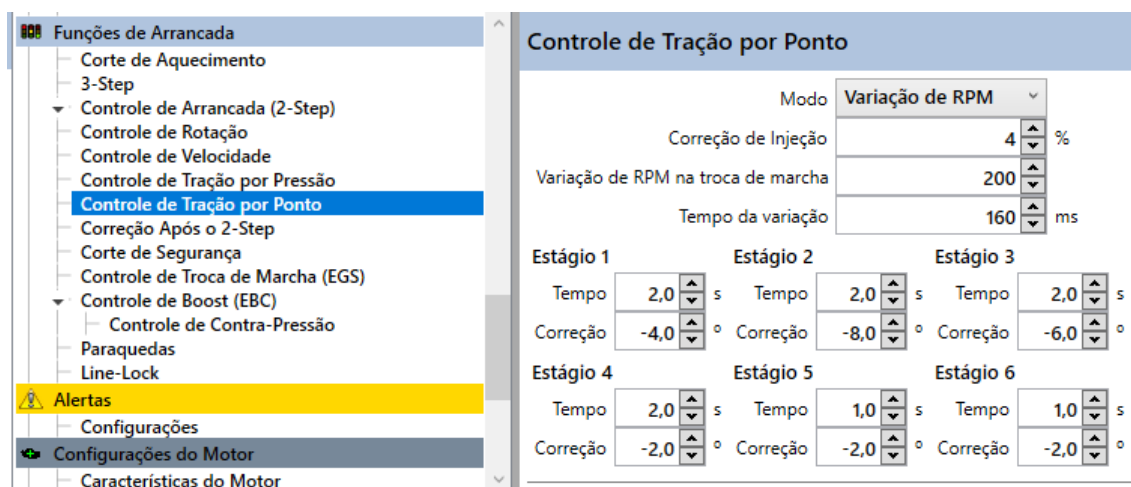 Funções de Arrancada
Corte de Aquecimento
3-Step
Controle de Arrancada (2-Step)
Controle de Rotação
Controle de Velocidade
Controle de Tração por Pressão
Controle de Tração por Ponto
Correção Após o 2-Step
Corte de Segurança
Controle de Troca de Marcha (EGS)
Controle de Boost (EBC)
Controle de Contra-Pressão
Paraquedas
Line-Lock
Alertas
Configurações
Configurações do Motor
Características do Motor
Controle de Tração por Ponto
Modo Variação de RPM
Correção de Injeção 4 %
Variação de RPM na troca de marcha 200
Tempo da variação 160 ms
Estágio 1 Estágio 2 Estágio 3
Tempo 2,0 s Tempo 2,0 s Tempo 2,0 s
Correção -4,0 º Correção -8,0 º Correção -6,0 º
Estágio 4 Estágio 5 Estágio 6
Tempo 2,0 s Tempo 1,0 s Tempo 1,0 s
Correção -2,0 º Correção -2,0 º Correção -2,0 º